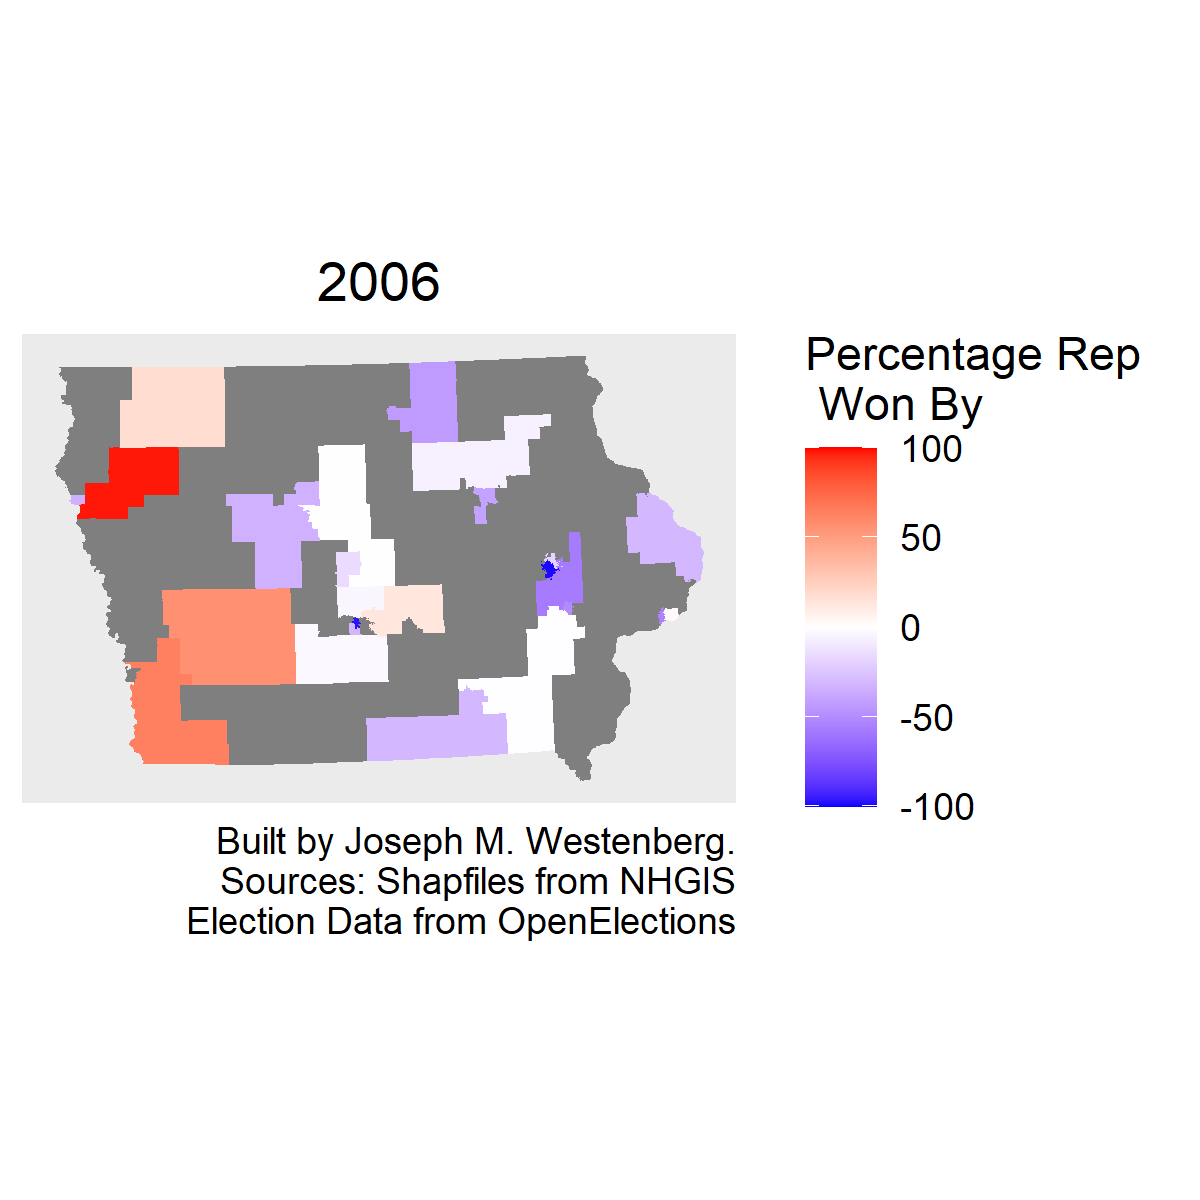 2006
Percentage Rep
Won By
100
50
0
-50
-100
Built by Joseph M. Westenberg.
Sources: Shapfiles from NHGIS
Election Data from OpenElections